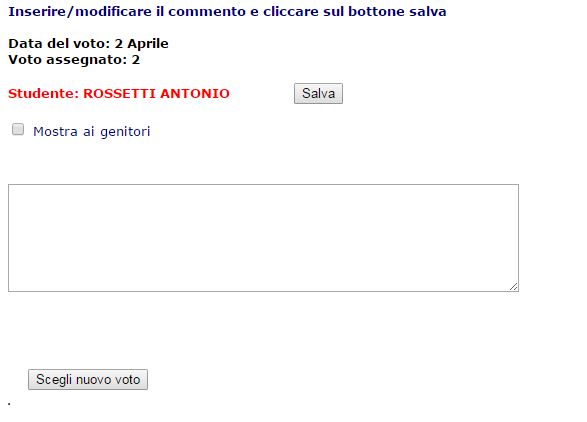 Inserire/modificare il commento e cliccare sul bottone salva
Data del voto: 2 Aprile
Voto assegnato: 2
Studente: ROSSETTI ANTONIO Salva
Mostra ai genitori
Scegli nuovo voto
.